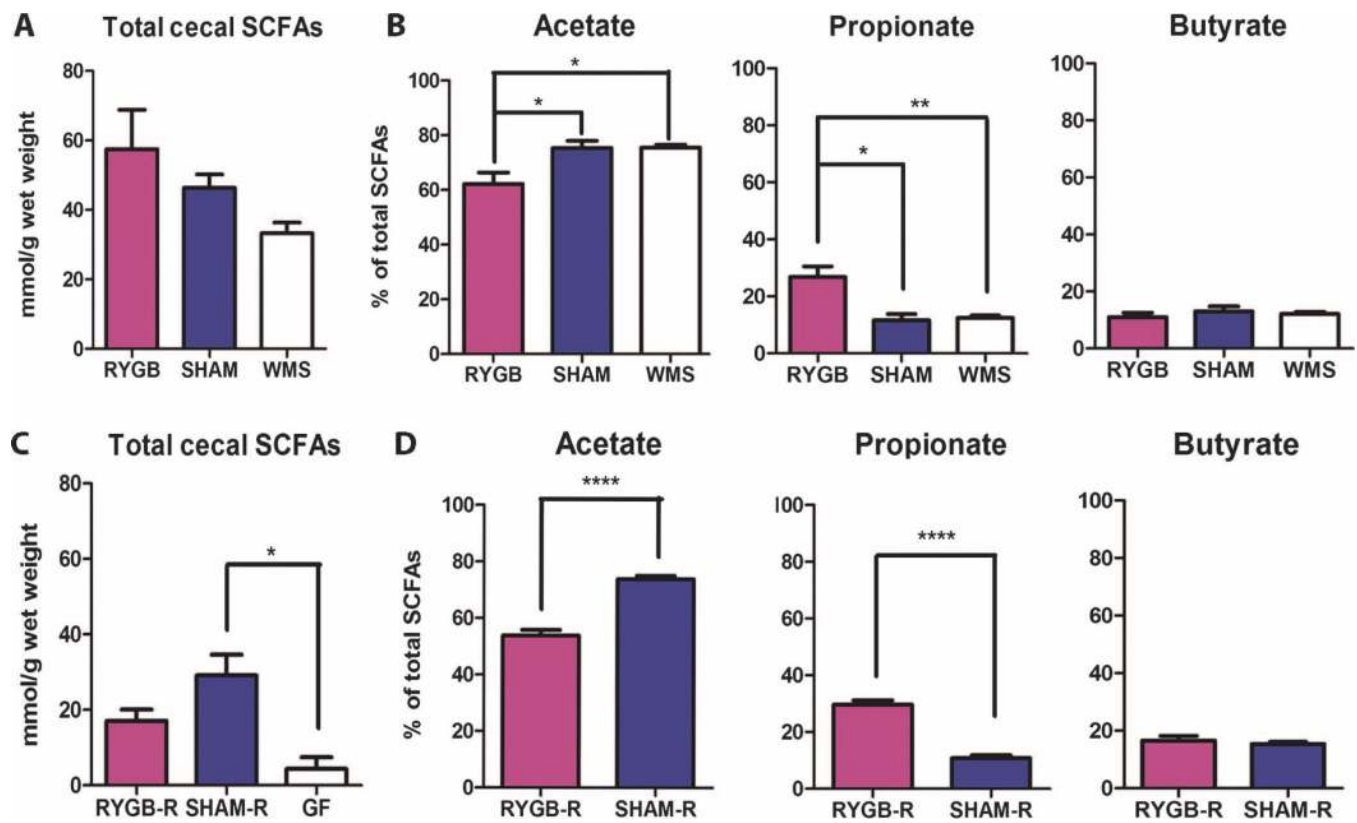 A
Total cecal SCFAs
80
60
40
20
0
mmol/g wet weight
RYGB SHAM WMS
B
Acetate
100
80
60
40
20
0
% of total SCFAs
*
*
RYGB SHAM WMS
Propionate
100
80
60
40
20
0
**
*
RYGB SHAM WMS
Butyrate
100
80
60
40
20
0
RYGB SHAM WMS
C
Total cecal SCFAs
80
60
40
20
0
mmol/g wet weight
*
RYGB-R SHAM-R GF
D
Acetate
100
80
60
40
20
0
% of total SCFAs
****
RYGB-R SHAM-R
Propionate
100
80
60
40
20
0
****
RYGB-R SHAM-R
Butyrate
100
80
60
40
20
0
RYGB-R SHAM-R